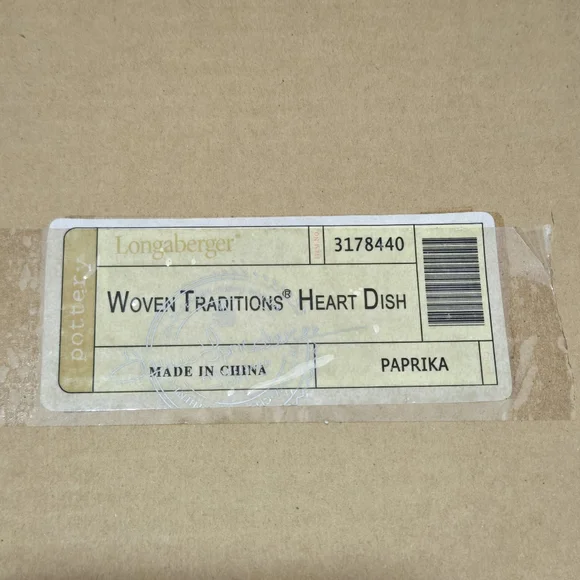 Longaberger®
3178440
pottery
WOVEN TRADITIONS® HEART DISH
MADE IN CHINA
PAPRIKA